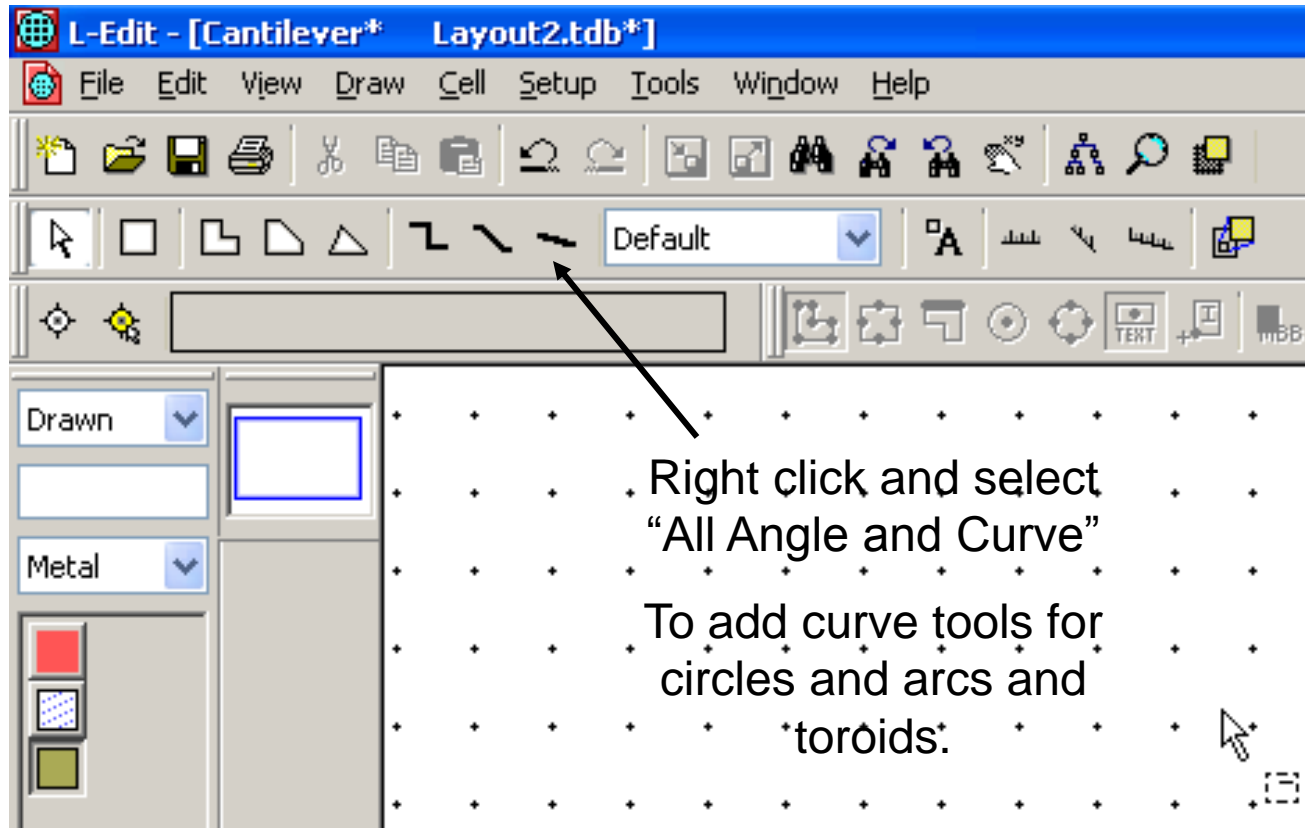 L-Edit - [Cantilever* Layout2.tdb*]
File Edit View Draw Cell Setup Tools Window Help
Default
A
TEXT
MBB
Drawn
Metal
Right click and select
“All Angle and Curve”
To add curve tools for
circles and arcs and
toroids.